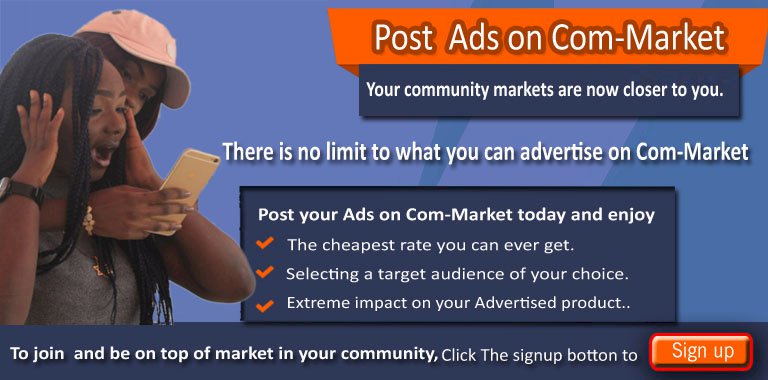 Post Ads on Com-Market
Your community markets are now closer to you.
There is no limit to what you can advertise on Com-Market
Post your Ads on Com-Market today and enjoy
The cheapest rate you can ever get.
Selecting a target audience of your choice.
Extreme impact on your Advertised product..
To join and be on top of market in your community, Click The signup botton to Sign up